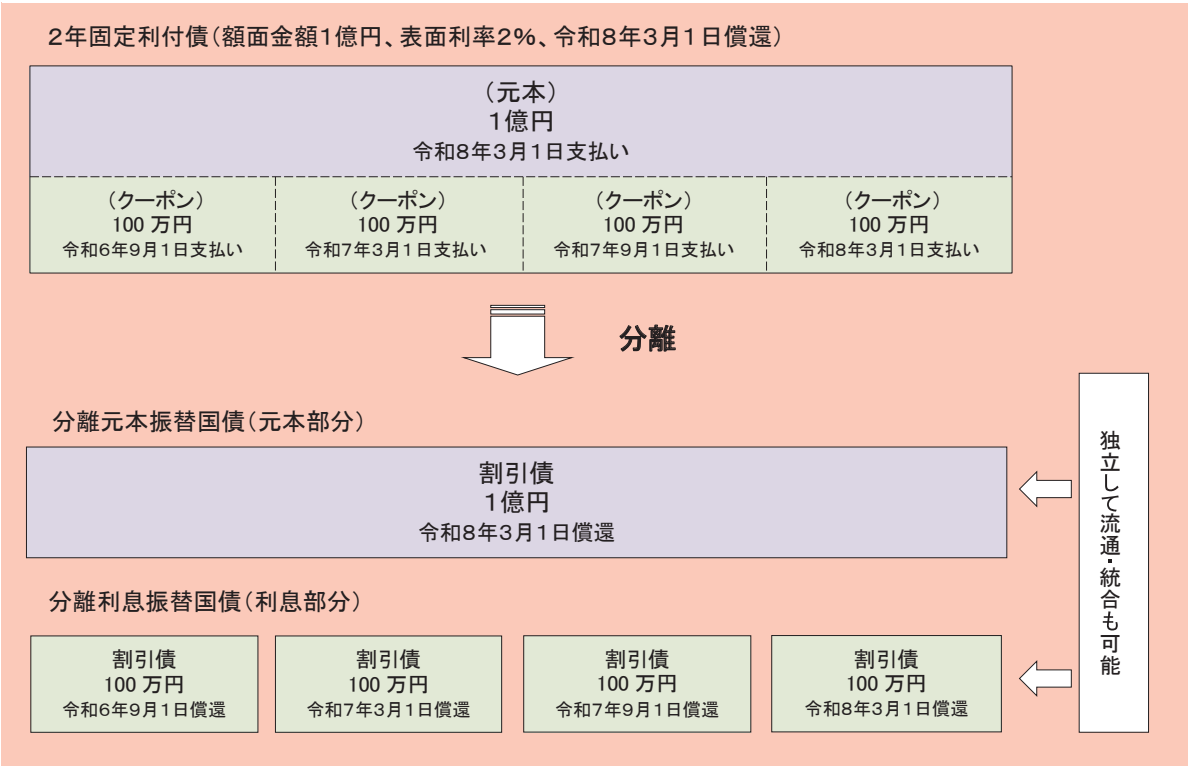 2年固定利付債（額面金額1億円、表面利率2％、令和8年3月1日償還）
（元本）
1億円
令和8年3月1日支払い
（クーポン）
100 万円
令和6年9月1日支払い
（クーポン）
100 万円
令和7年3月1日支払い
（クーポン）
100 万円
令和7年9月1日支払い
（クーポン）
100 万円
令和8年3月1日支払い
分離
分離元本振替国債（元本部分）
割引債
1億円
令和8年3月1日償還
分離利息振替国債（利息部分）
割引債
100 万円
令和6年9月1日償還
割引債
100 万円
令和7年3月1日償還
割引債
100 万円
令和7年9月1日償還
割引債
100 万円
令和8年3月1日償還
独立して流通・統合も可能